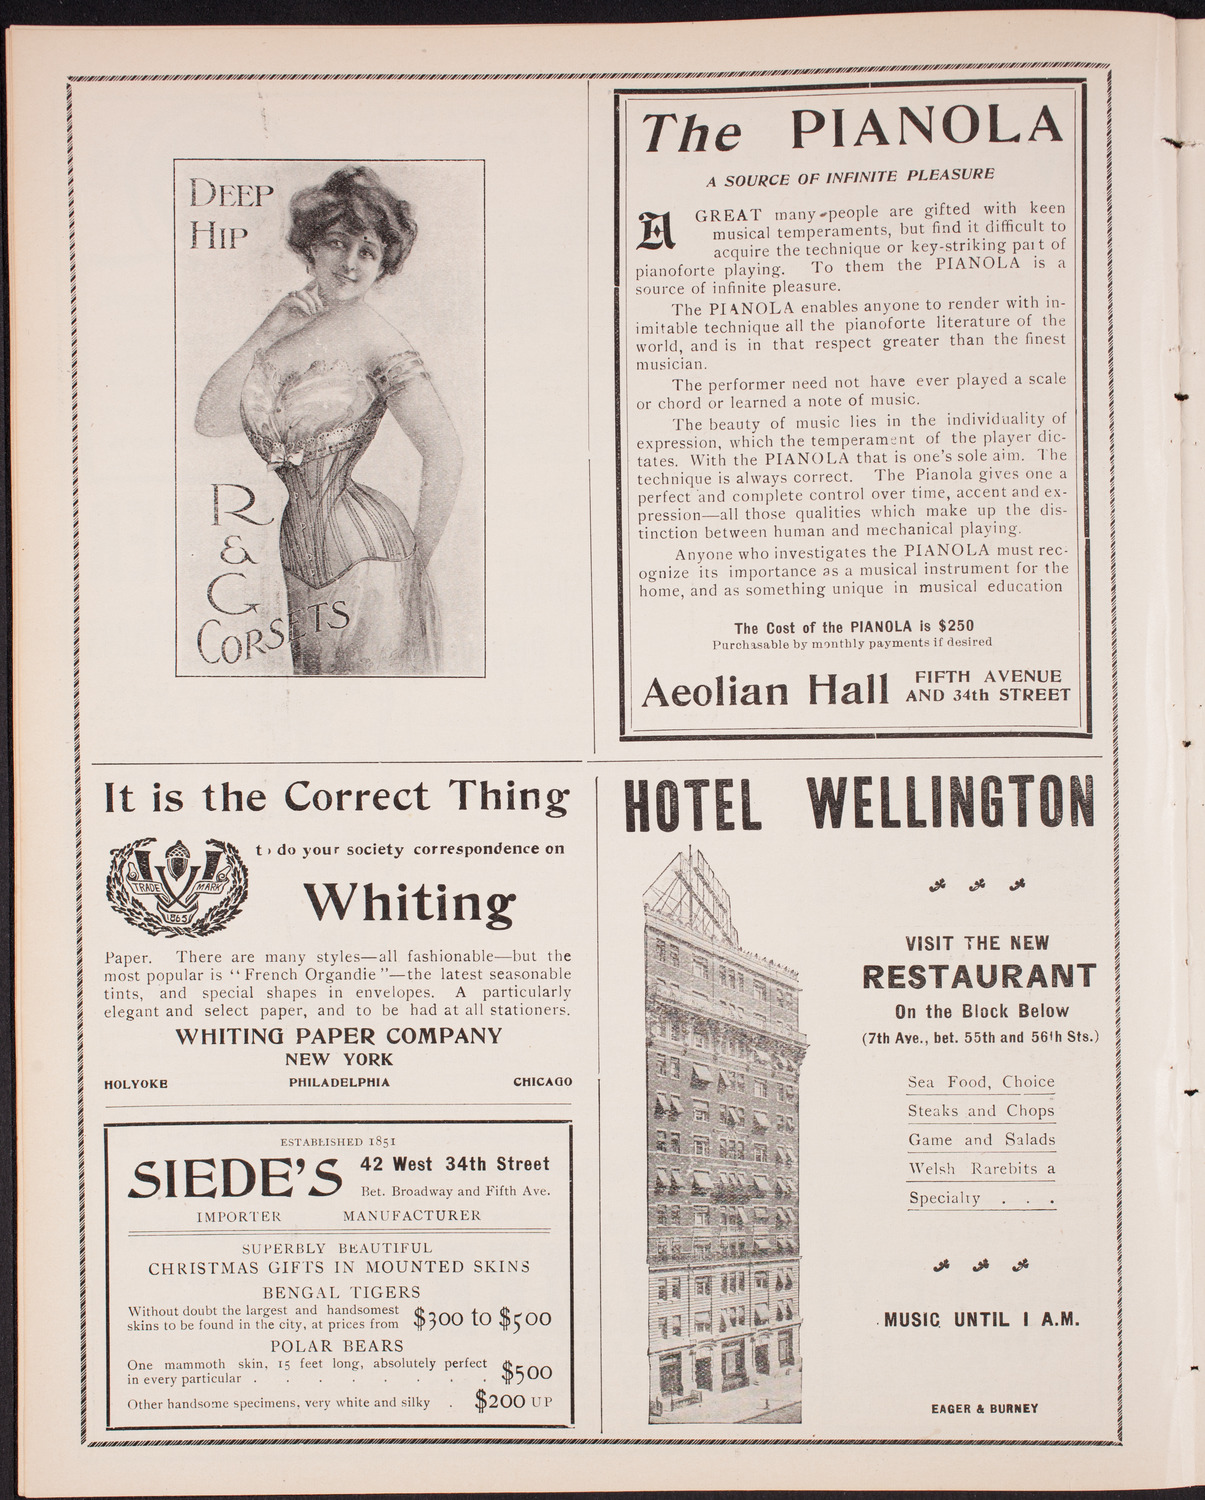 DEEP
HIP
R
&
G
CORSETS
The PIANOLA
A SOURCE OF INFINITE PLEASURE
A GREAT many people are gifted with keen
musical temperaments, but find it difficult to
acquire the technique or key-striking part of
pianoforte playing. To them the PIANOLA is a
source of infinite pleasure.
The PIANOLA enables anyone to render with in-
imitable technique all the pianoforte literature of the
world, and is in that respect greater than the finest
musician.
The performer need not have ever played a scale
or chord or learned a note of music.
The beauty of music lies in the individuality of
expression, which the temperament of the player dic-
tates. With the PIANOLA that is one's sole aim. The
technique is always correct. The Pianola gives one a
perfect and complete control over time, accent and ex-
pression—all those qualities which make up the dis-
tinction between human and mechanical playing.
Anyone who investigates the PIANOLA must rec-
ognize its importance as a musical instrument for the
home, and as something unique in musical education
The Cost of the PIANOLA is $250
Purchasable by monthly payments if desired
Aeolian Hall FIFTH AVENUE
AND 34th STREET
It is the Correct Thing
to do your society correspondence on
TRADE MARK
1865
Whiting
Paper. There are many styles—all fashionable—but the
most popular is "French Organdie"—the latest seasonable
tints, and special shapes in envelopes. A particularly
elegant and select paper, and to be had at all stationers.
WHITING PAPER COMPANY
NEW YORK
HOLYOKE PHILADELPHIA CHICAGO
ESTABLISHED 1851
SIEDE'S 42 West 34th Street
Bet. Broadway and Fifth Ave.
IMPORTER MANUFACTURER
SUPERBLY BEAUTIFUL
CHRISTMAS GIFTS IN MOUNTED SKINS
BENGAL TIGERS
Without doubt the largest and handsomest
skins to be found in the city, at prices from $300 to $500
POLAR BEARS
One mammoth skin, 15 feet long, absolutely perfect
in every particular . . . . . . . . $500
Other handsome specimens, very white and silky . $200 UP
HOTEL WELLINGTON
VISIT THE NEW
RESTAURANT
On the Block Below
(7th Ave., bet. 55th and 56th Sts.)
Sea Food, Choice
Steaks and Chops
Game and Salads
Welsh Rarebits a
Specialty . . .
MUSIC UNTIL 1 A.M.
EAGER & BURNEY